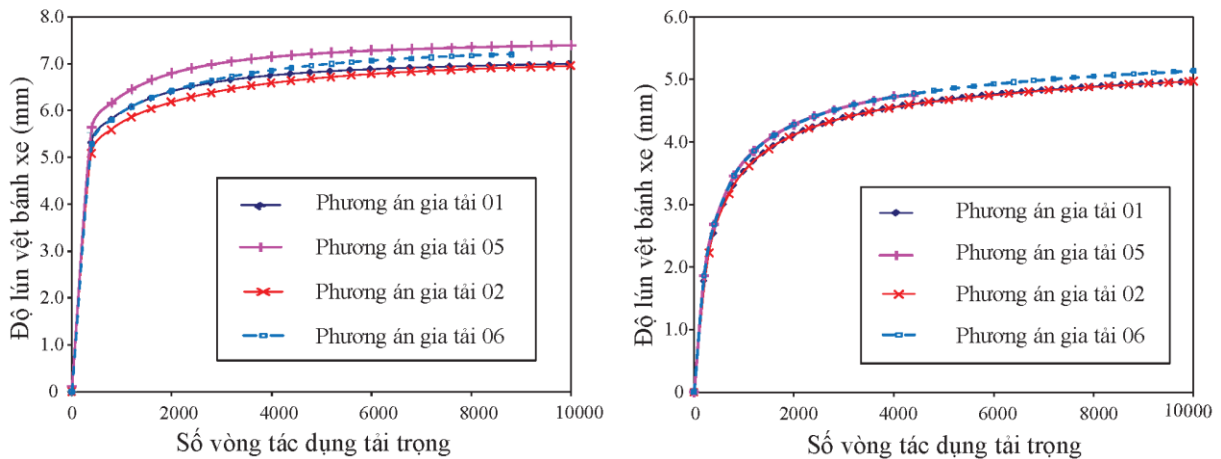 Độ lún vệt bánh xe (mm)
8.0
7.0
6.0
5.0
4.0
3.0
2.0
1.0
0
Phương án gia tải 01
Phương án gia tải 05
Phương án gia tải 02
Phương án gia tải 06
0 2000 4000 6000 8000 10000
Số vòng tác dụng tải trọng
Độ lún vệt bánh xe (mm)
6.0
5.0
4.0
3.0
2.0
1.0
0
Phương án gia tải 01
Phương án gia tải 05
Phương án gia tải 02
Phương án gia tải 06
0 2000 4000 6000 8000 10000
Số vòng tác dụng tải trọng